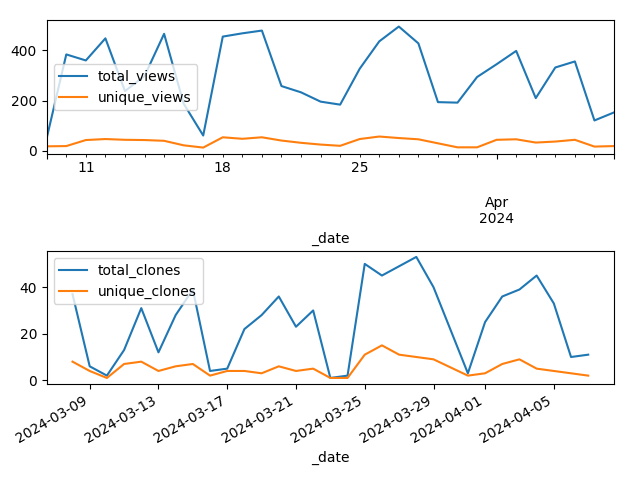 400
200
0
total_views
unique_views
11
18
25
Apr
2024
_date
40
20
0
total_clones
unique_clones
2024-03-09
2024-03-13
2024-03-17
2024-03-21
2024-03-25
2024-03-29
2024-04-01
2024-04-05
_date